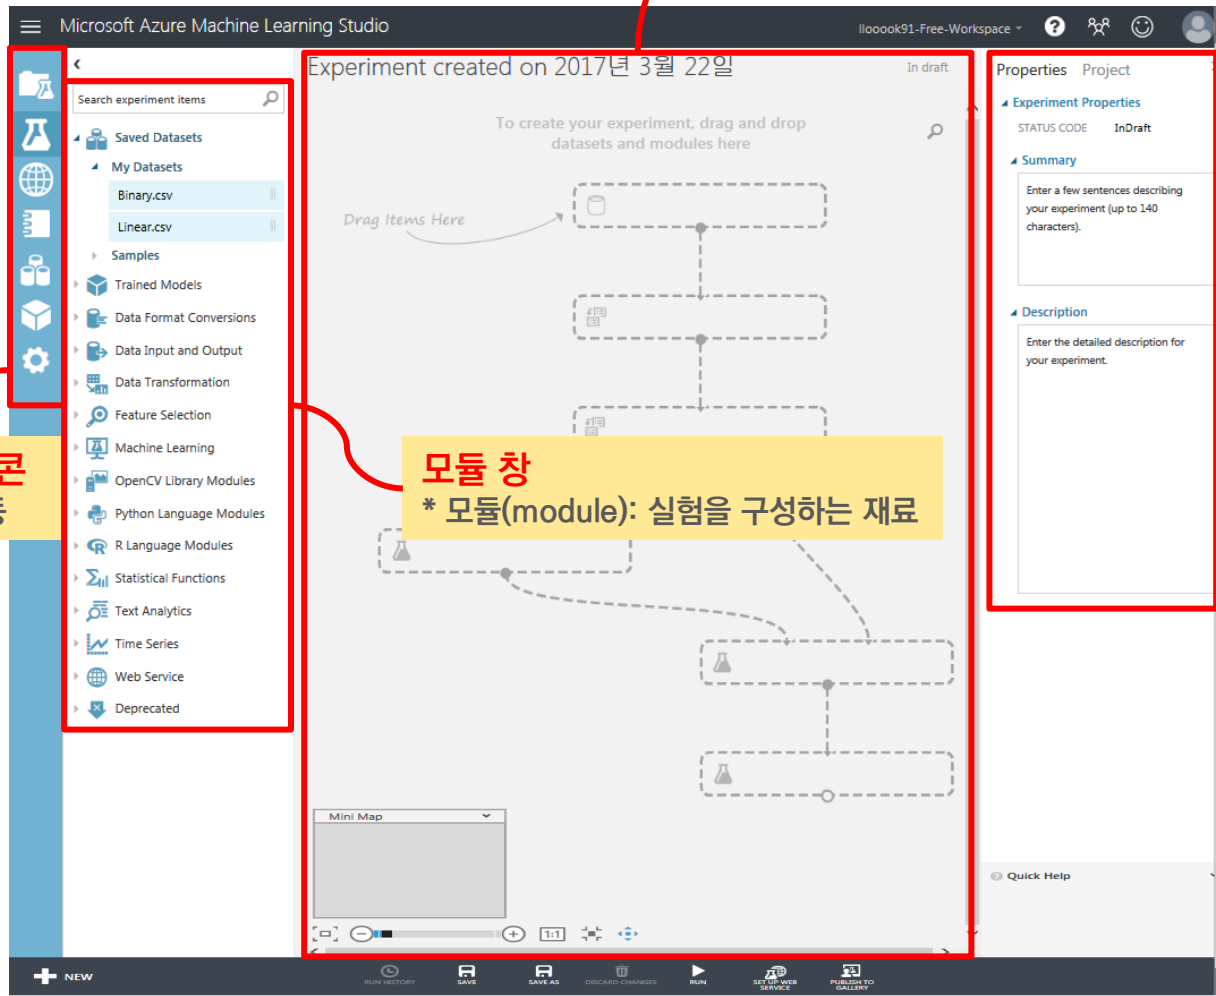 Microsoft Azure Machine Learning Studio
llooook91-Free-Workspace
Search experiment items
Saved Datasets
My Datasets
Binary.csv
Linear.csv
Samples
Trained Models
Data Format Conversions
Data Input and Output
Data Transformation
Feature Selection
Machine Learning
OpenCV Library Modules
Python Language Modules
R Language Modules
Statistical Functions
Text Analytics
Time Series
Web Service
Deprecated
콘
Experiment created on 2017년 3월 22일
In draft
To create your experiment, drag and drop
datasets and modules here
Drag Items Here
모듈 창
* 모듈(module): 실험을 구성하는 재료
Mini Map
1:1
Properties Project
Experiment Properties
STATUS CODE InDraft
Summary
Enter a few sentences describing
your experiment (up to 140
characters).
Description
Enter the detailed description for
your experiment.
Quick Help
NEW
RUN HISTORY
SAVE
SAVE AS
DISCARD CHANGES
RUN
SET UP WEB
SERVICE
PUBLISH TO
GALLERY